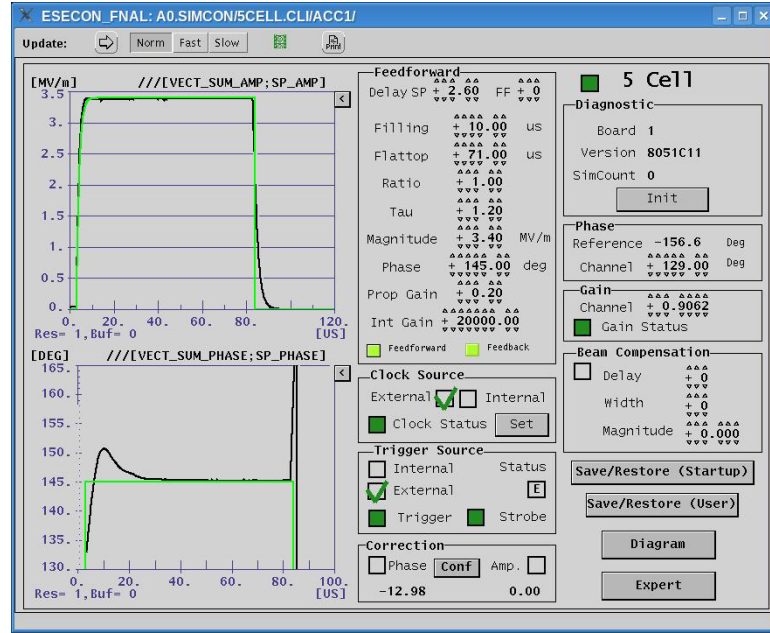 ESECON_FNAL: A0.SIMCON/5CELL.CLI/ACC1/
Update: Norm Fast Slow Print
[MV/m] ///[VECT_SUM_AMP;SP_AMP]
3.5
3.
2.5
2.
1.5
1.
0.5
0.
0. 20. 40. 60. 80. 120.
Res= 1,Buf= 0 [US]
[DEG] ///[VECT_SUM_PHASE;SP_PHASE]
165.
160.
155.
150.
145.
140.
135.
130.
0. 20. 40. 60. 80. 100.
Res= 1,Buf= 0 [US]
Feedforward
Delay SP + 2.60 FF + 0
Filling + 10.00 us
Flattop + 71.00 us
Ratio + 1.00
Tau + 1.20
Magnitude + 3.40 MV/m
Phase + 145.00 deg
Prop Gain + 0.20
Int Gain + 20000.00
Feedforward Feedback
Clock Source
External Internal
Clock Status Set
Trigger Source
Internal Status
External E
Trigger Strobe
Correction
Phase Conf Amp.
-12.98 0.00
5 Cell
Diagnostic
Board 1
Version 8051C11
SimCount 0
Init
Phase
Reference -156.6 Deg
Channel + 129.00 Deg
Gain
Channel + 0.9062
Gain Status
Beam Compensation
Delay + 0
Width + 0
Magnitude + 0.000
Save/Restore (Startup)
Save/Restore (User)
Diagram
Expert